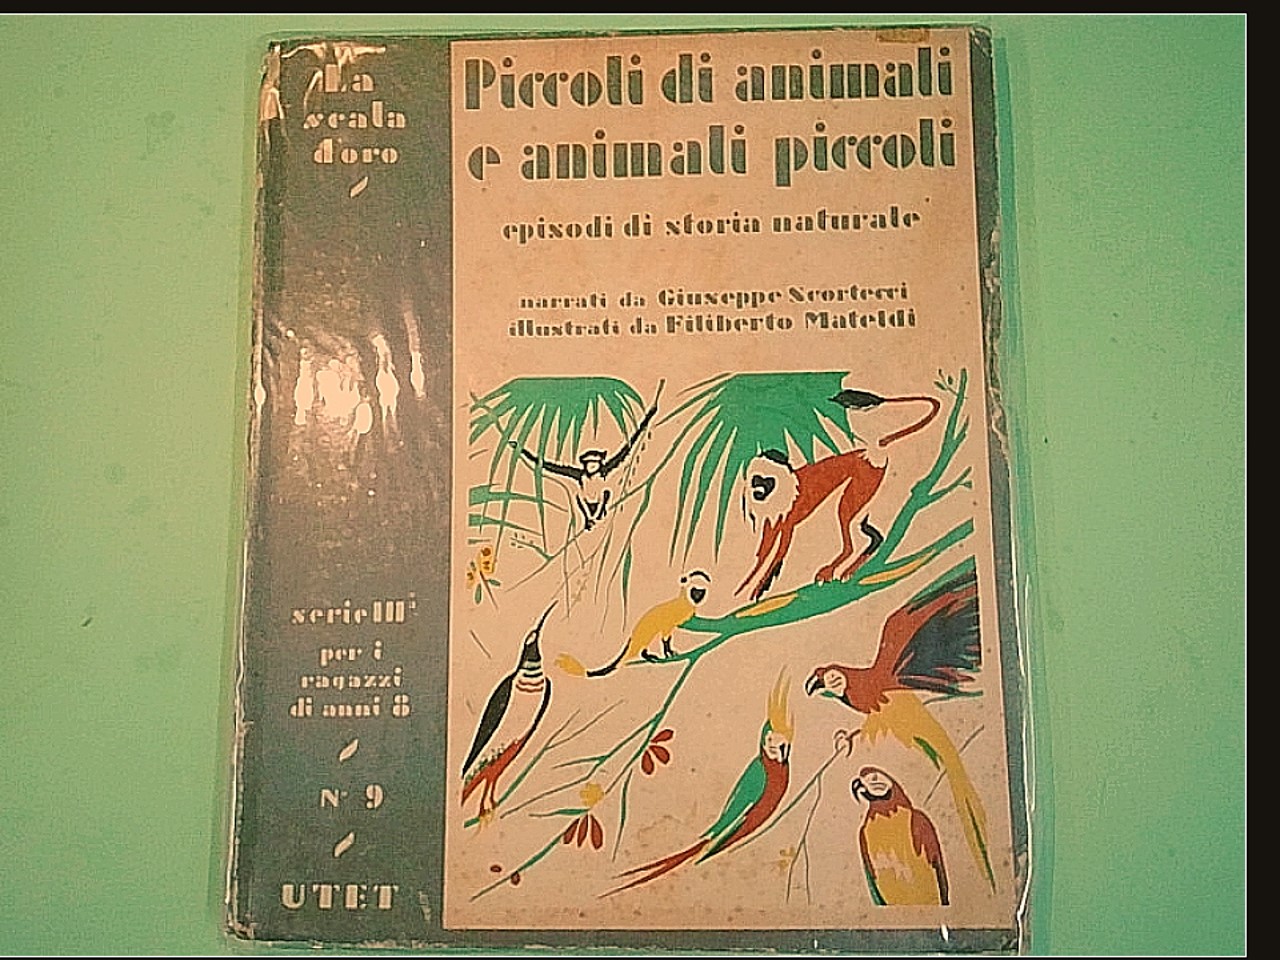 La
scala
d'oro
serie IIIª
per i
ragazzi
di anni 8
N° 9
UTET
Piccoli di animali
e animali piccoli
episodi di storia naturale
narrati da Giuseppe Scortecci
illustrati da Filiberto Mateldi